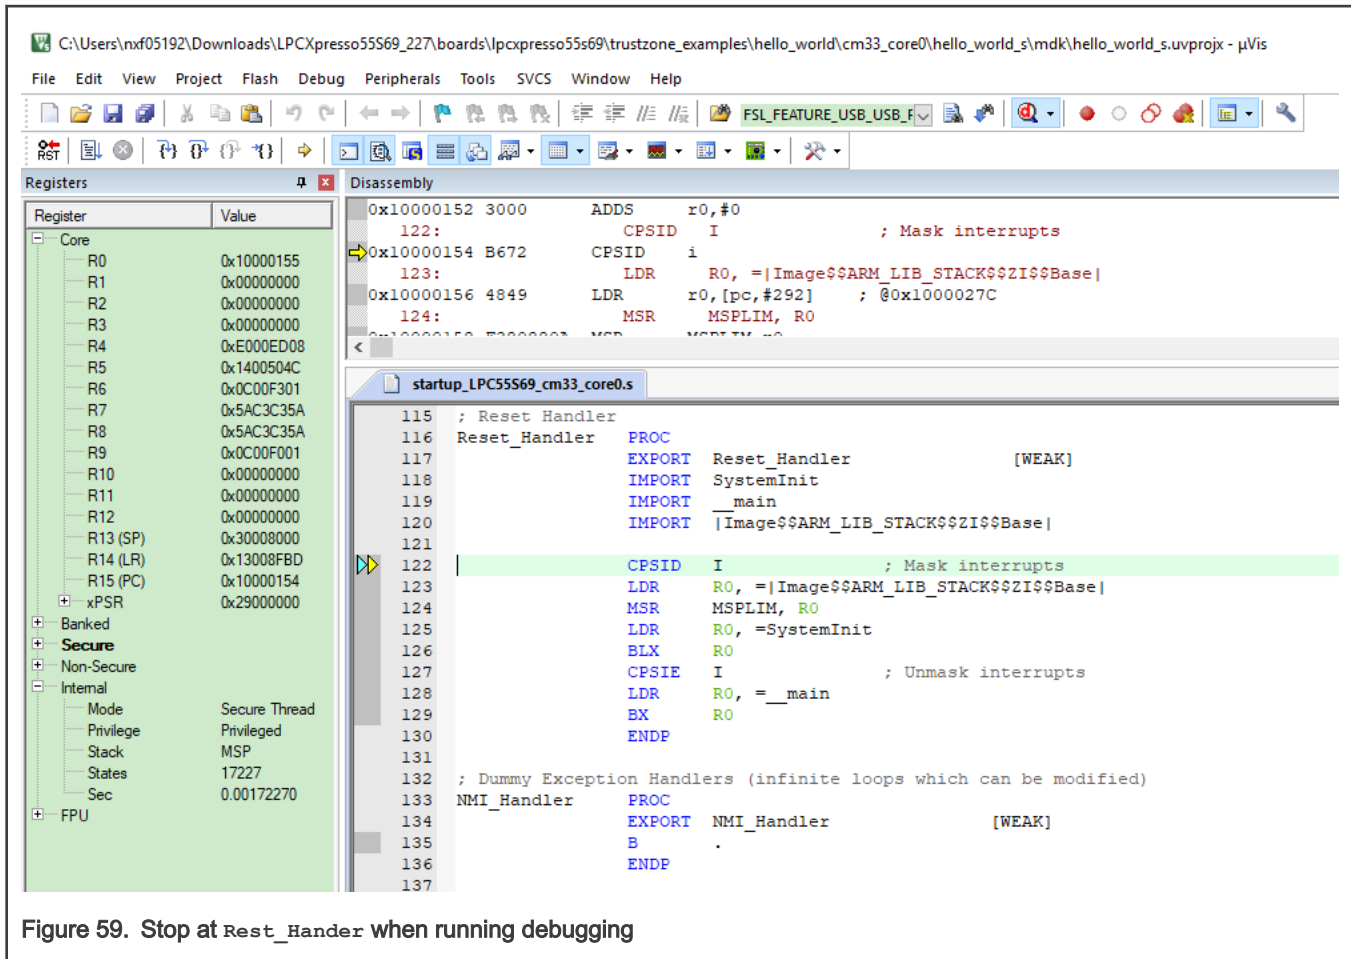 C:\Users\nxf05192\Downloads\LPCXpresso55S69_227\boards\lpcxpresso55s69\trustzone_examples\hello_world\cm33_core0\hello_world_s\mdk\hello_world_s.uvprojx - µVis
File Edit View Project Flash Debug Peripherals Tools SVCS Window Help
FSL_FEATURE_USB_USB_F
RST
Registers
Register Value
Core
R0 0x10000155
R1 0x00000000
R2 0x00000000
R3 0x00000000
R4 0xE000ED08
R5 0x1400504C
R6 0x0C00F301
R7 0x5AC3C35A
R8 0x5AC3C35A
R9 0x0C00F001
R10 0x00000000
R11 0x00000000
R12 0x00000000
R13 (SP) 0x30008000
R14 (LR) 0x13008FBD
R15 (PC) 0x10000154
xPSR 0x29000000
Banked
Secure
Non-Secure
Internal
Mode Secure Thread
Privilege Privileged
Stack MSP
States 17227
Sec 0.00172270
FPU
Disassembly
0x10000152 3000 ADDS r0,#0
122: CPSID I ; Mask interrupts
0x10000154 B672 CPSID i
123: LDR R0, =|Image$$ARM_LIB_STACK$$ZI$$Base|
0x10000156 4849 LDR r0,[pc,#292] ; @0x1000027C
124: MSR MSPLIM, R0
startup_LPC55S69_cm33_core0.s
115 ; Reset Handler
116 Reset_Handler PROC
117 EXPORT Reset_Handler [WEAK]
118 IMPORT SystemInit
119 IMPORT __main
120 IMPORT |Image$$ARM_LIB_STACK$$ZI$$Base|
121
122 CPSID I ; Mask interrupts
123 LDR R0, =|Image$$ARM_LIB_STACK$$ZI$$Base|
124 MSR MSPLIM, R0
125 LDR R0, =SystemInit
126 BLX R0
127 CPSIE I ; Unmask interrupts
128 LDR R0, =__main
129 BX R0
130 ENDP
131
132 ; Dummy Exception Handlers (infinite loops which can be modified)
133 NMI_Handler PROC
134 EXPORT NMI_Handler [WEAK]
135 B .
136 ENDP
137
Figure 59. Stop at Rest_Hander when running debugging